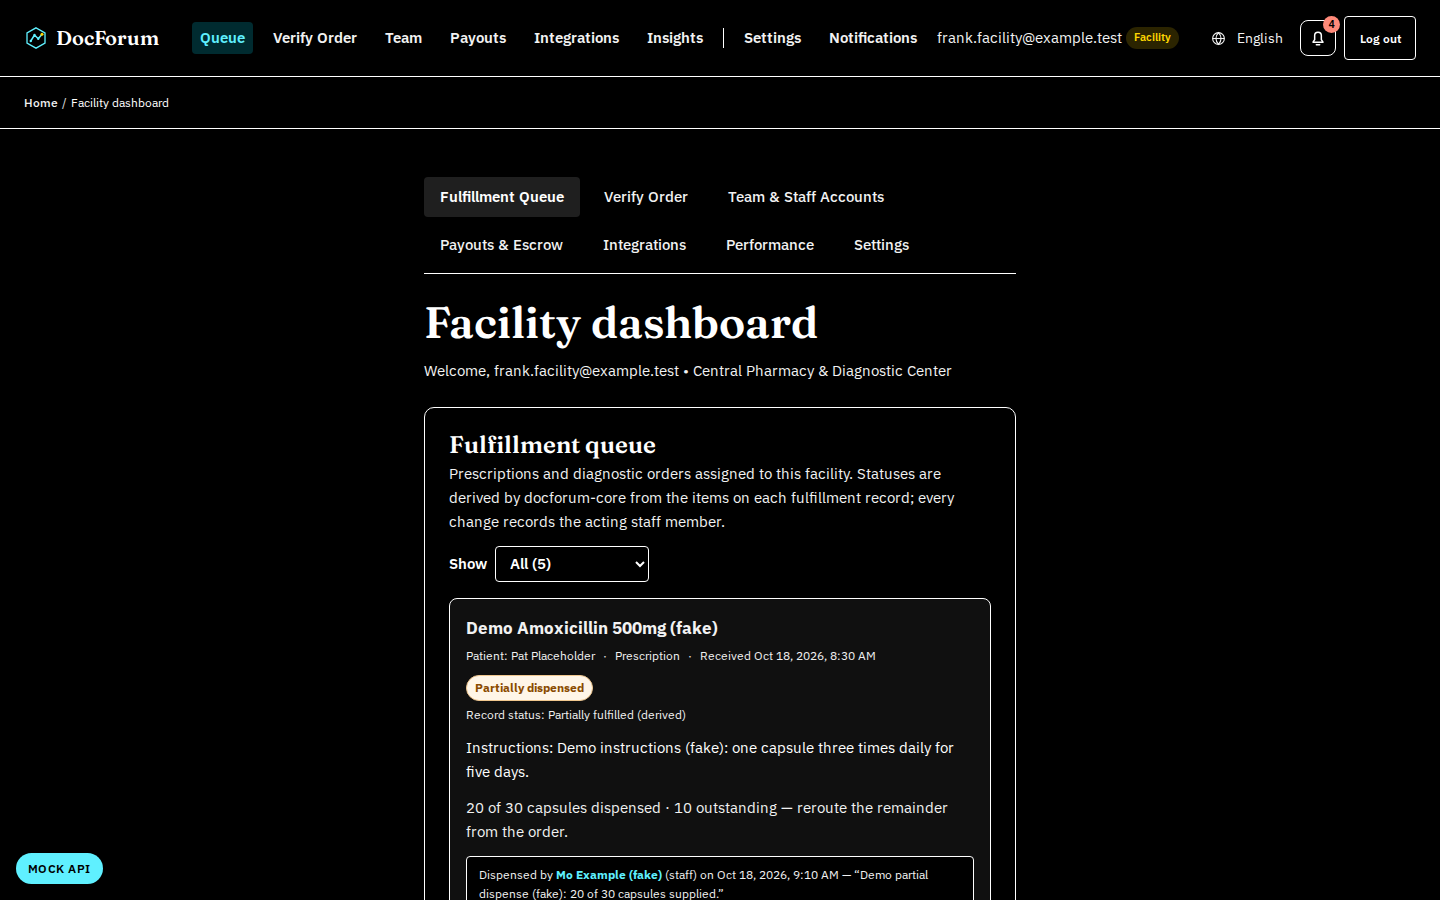 DocForum Queue Verify Order Team Payouts Integrations Insights Settings Notifications frank.facility@example.test Facility English 4 Log out
Home / Facility dashboard
Fulfillment Queue Verify Order Team & Staff Accounts
Payouts & Escrow Integrations Performance Settings
Facility dashboard
Welcome, frank.facility@example.test • Central Pharmacy & Diagnostic Center
Fulfillment queue
Prescriptions and diagnostic orders assigned to this facility. Statuses are
derived by docforum-core from the items on each fulfillment record; every
change records the acting staff member.
Show All (5)
Demo Amoxicillin 500mg (fake)
Patient: Pat Placeholder · Prescription · Received Oct 18, 2026, 8:30 AM
Partially dispensed
Record status: Partially fulfilled (derived)
Instructions: Demo instructions (fake): one capsule three times daily for
five days.
20 of 30 capsules dispensed · 10 outstanding — reroute the remainder
from the order.
Dispensed by Mo Example (fake) (staff) on Oct 18, 2026, 9:10 AM — “Demo partial
dispense (fake): 20 of 30 capsules supplied.”
MOCK API